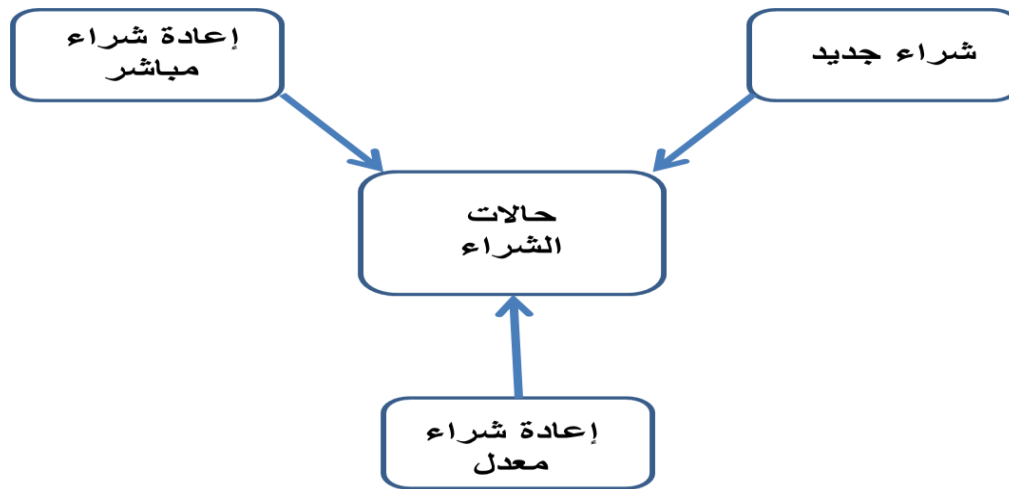 شراء جديد
إعادة شراء
مباشر
حالات
الشراء
إعادة شراء
معدل